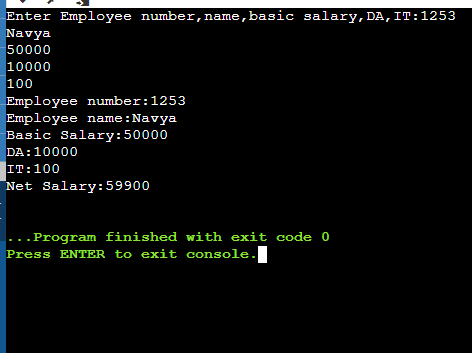 Enter Employee number,name,basic salary,DA,IT:1253
Navya
50000
10000
100
Employee number:1253
Employee name:Navya
Basic Salary:50000
DA:10000
IT:100
Net Salary:59900
...Program finished with exit code 0
Press ENTER to exit console.